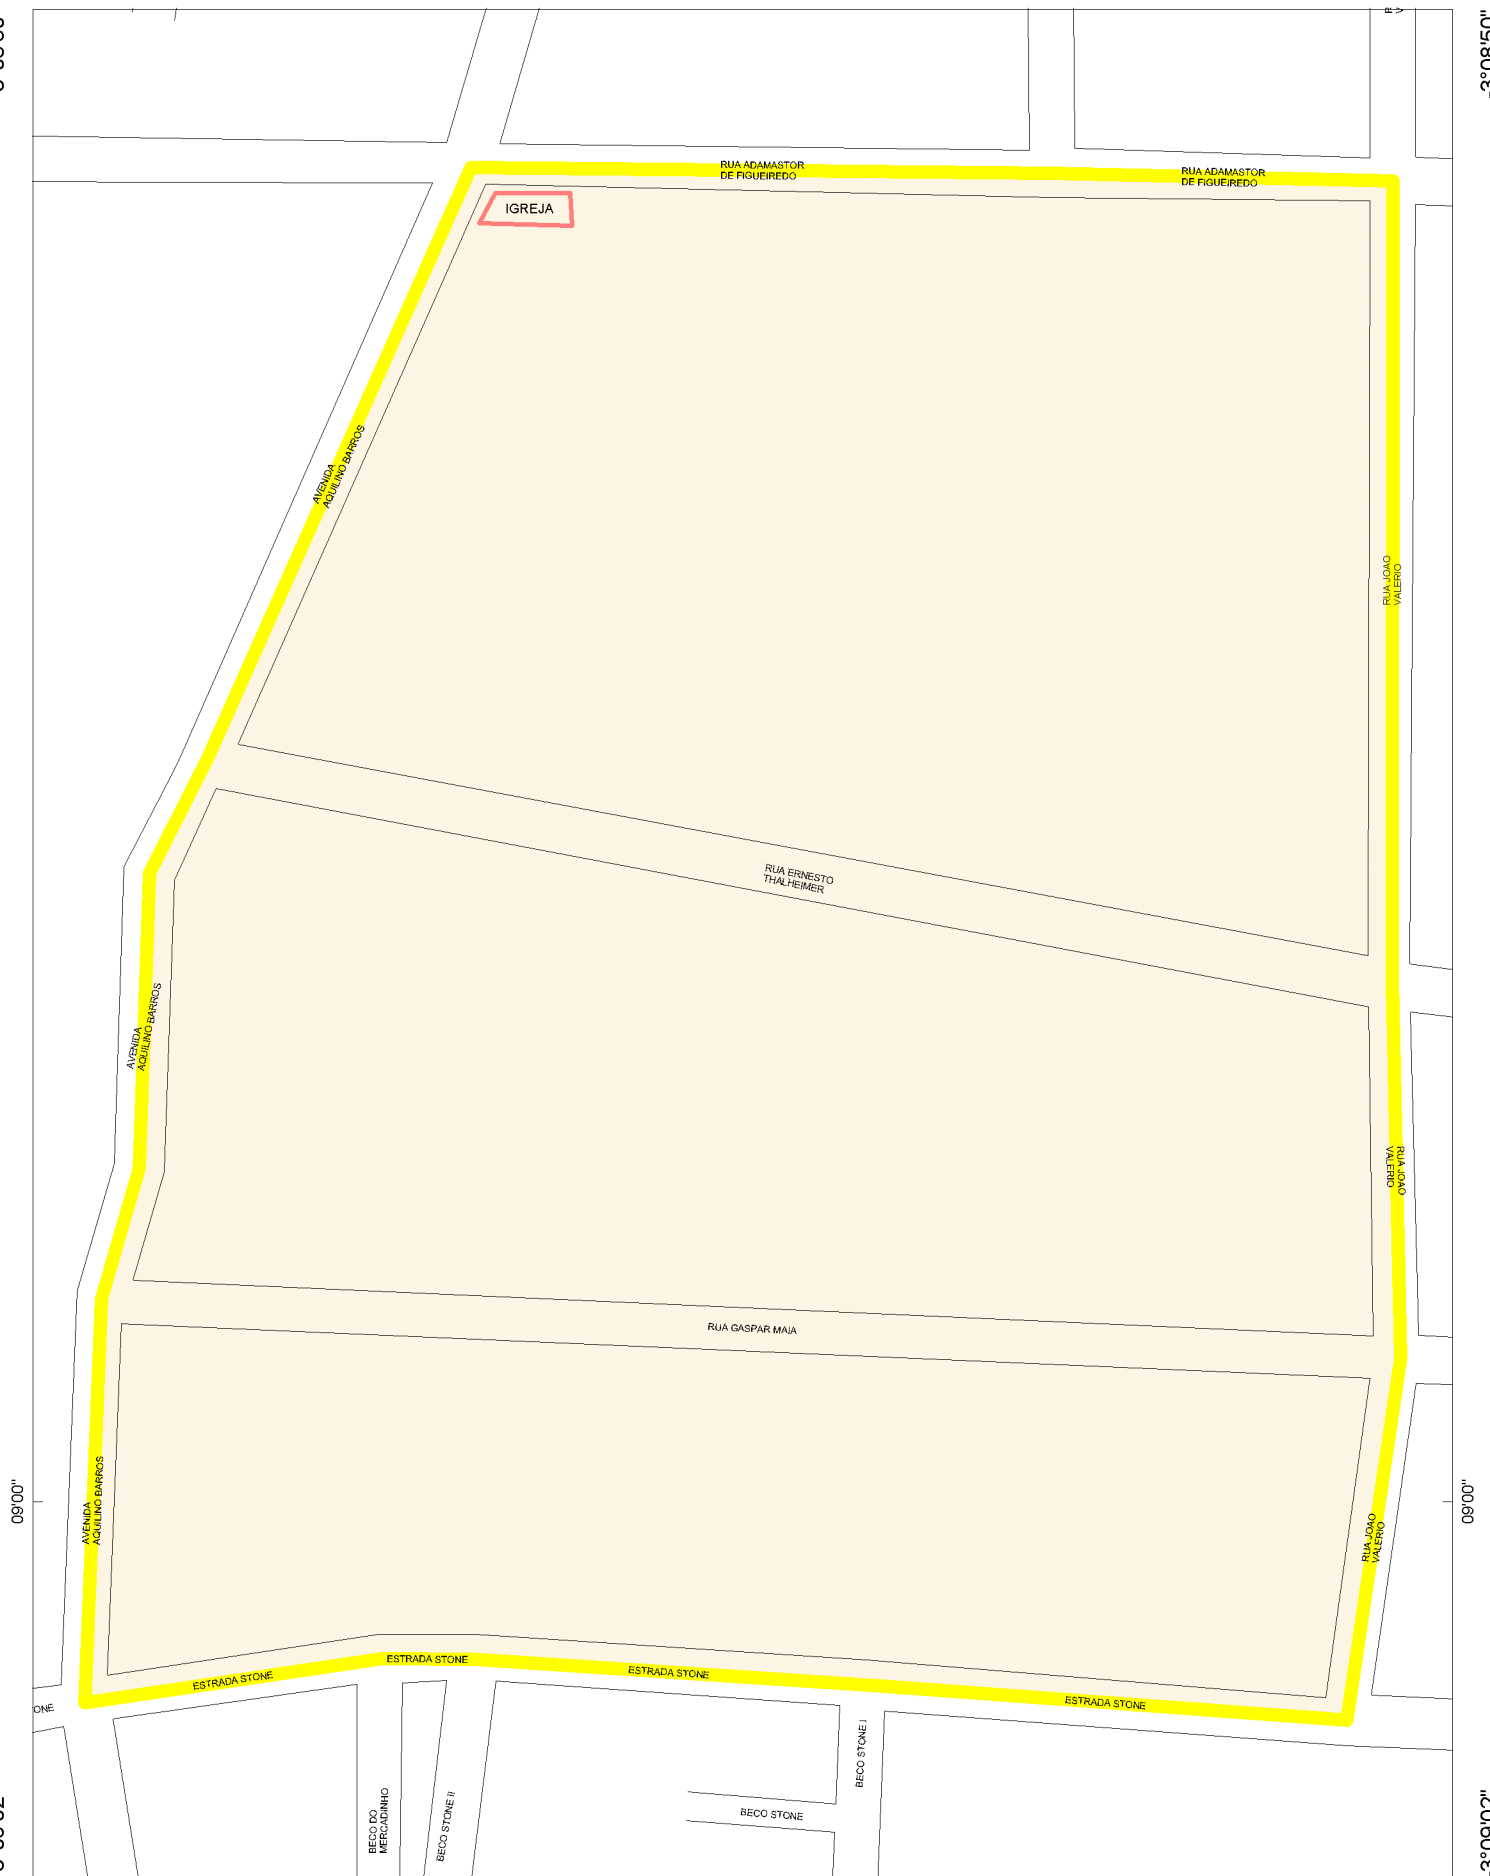 -3°08'50"
RUA ADAMASTOR
DE FIGUEIREDO
RUA ADAMASTOR
DE FIGUEIREDO
IGREJA
AVENIDA
AQUILINO BARROS
RUA JOAO
VALERIO
RUA ERNESTO
THALHEIMER
AVENIDA
AQUILINO BARROS
RUA JOAO
VALERIO
RUA GASPAR MAIA
09'00"
09'00"
AVENIDA
AQUILINO BARROS
RUA JOAO
VALERIO
ESTRADA STONE
ESTRADA STONE
ESTRADA STONE
ESTRADA STONE
ONE
BECO STONE I
BECO DO
MERCADINHO
BECO STONE II
BECO STONE
3°09'02"